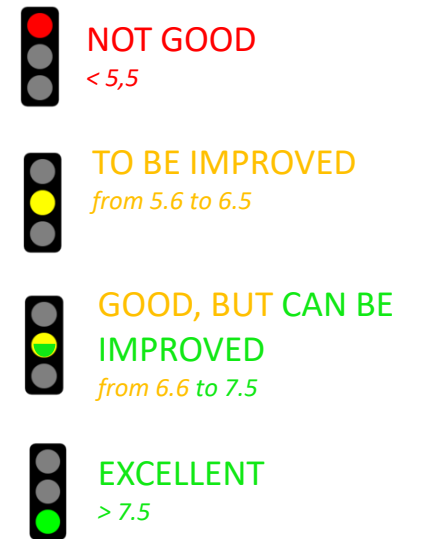 NOT GOOD
< 5,5
TO BE IMPROVED
from 5.6 to 6.5
GOOD, BUT CAN BE
IMPROVED
from 6.6 to 7.5
EXCELLENT
> 7.5